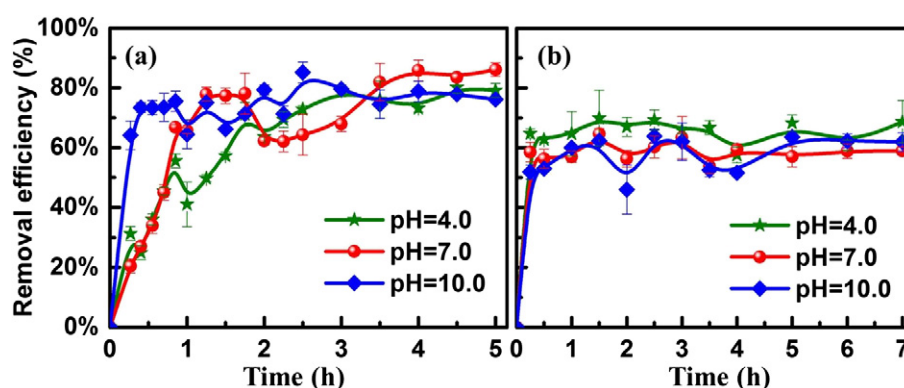 100%
80%
60%
40%
20%
0%
Removal efficiency (%)
(a)
pH=4.0
pH=7.0
pH=10.0
0 1 2 3 4 5
Time (h)
(b)
pH=4.0
pH=7.0
pH=10.0
0 1 2 3 4 5 6 7
Time (h)